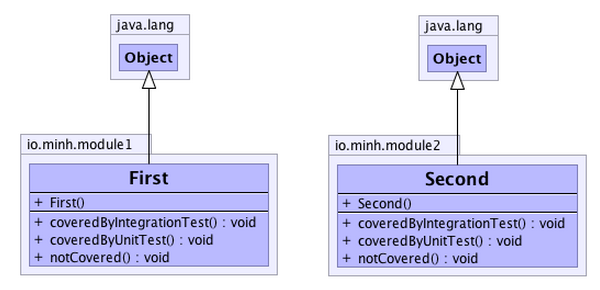 java.lang
Object
io.minh.module1
First
+ First()
+ coveredByIntegrationTest() : void
+ coveredByUnitTest() : void
+ notCovered() : void
java.lang
Object
io.minh.module2
Second
+ Second()
+ coveredByIntegrationTest() : void
+ coveredByUnitTest() : void
+ notCovered() : void